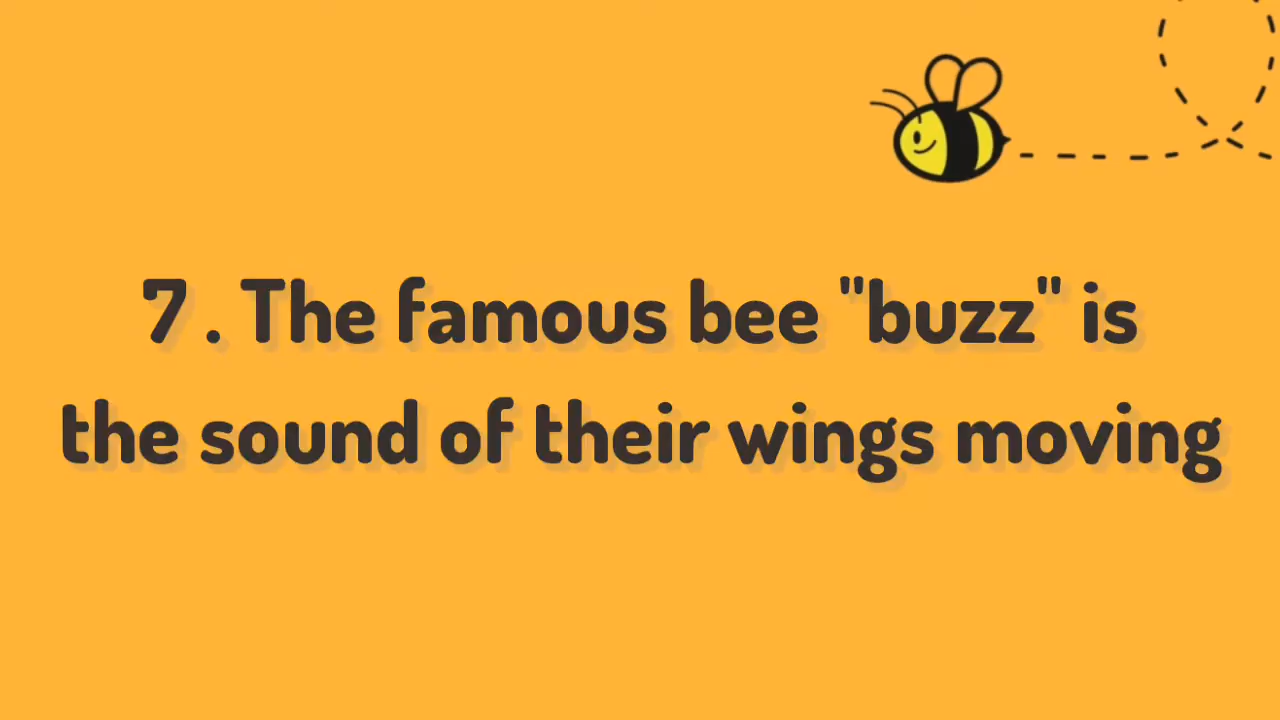 7 . The famous bee "buzz" is
the sound of their wings moving